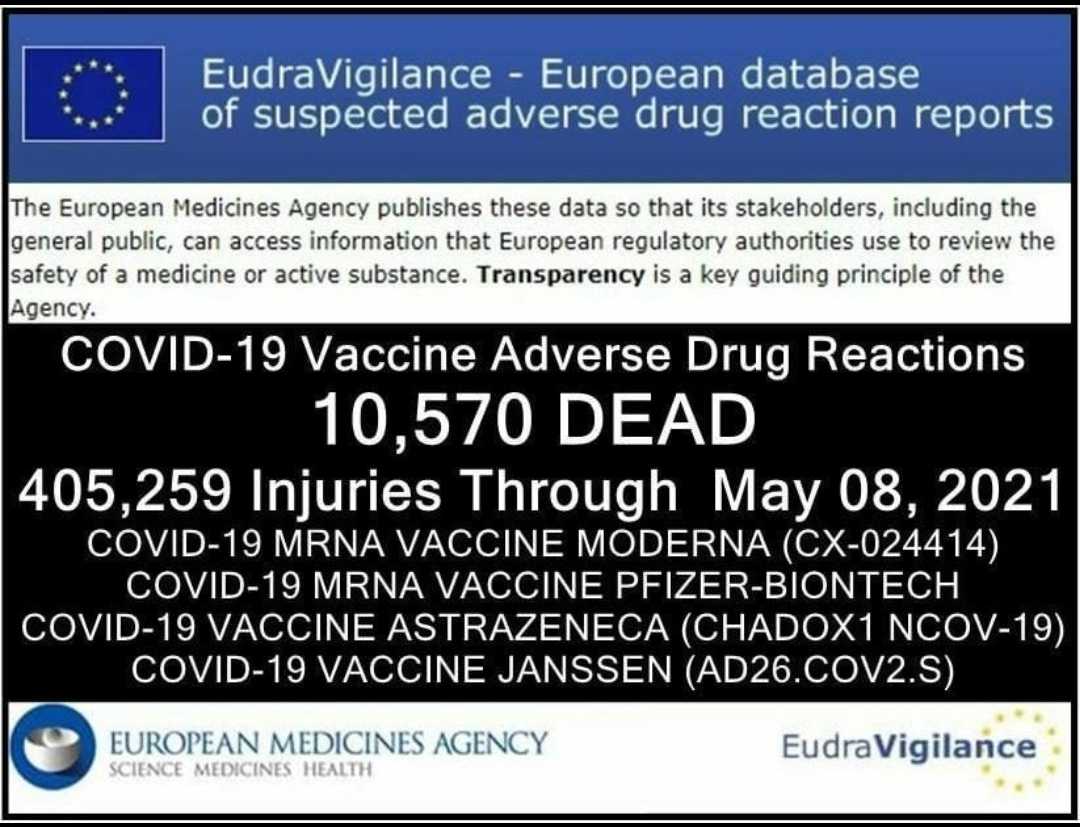 EudraVigilance - European database
of suspected adverse drug reaction reports
The European Medicines Agency publishes these data so that its stakeholders, including the
general public, can access information that European regulatory authorities use to review the
safety of a medicine or active substance. Transparency is a key guiding principle of the
Agency.
COVID-19 Vaccine Adverse Drug Reactions
10,570 DEAD
405,259 Injuries Through May 08, 2021
COVID-19 MRNA VACCINE MODERNA (CX-024414)
COVID-19 MRNA VACCINE PFIZER-BIONTECH
COVID-19 VACCINE ASTRAZENECA (CHADOX1 NCOV-19)
COVID-19 VACCINE JANSSEN (AD26.COV2.S)
EUROPEAN MEDICINES AGENCY
SCIENCE MEDICINES HEALTH
EudraVigilance